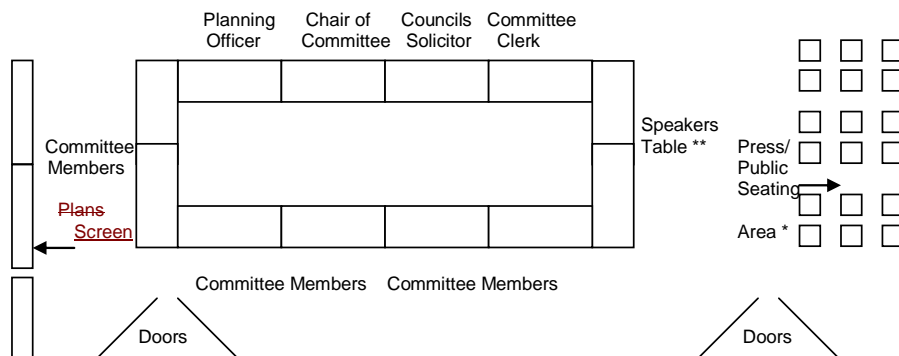 Planning
Officer
Chair of
Committee
Councils
Solicitor
Committee
Clerk
Committee
Members
Speakers
Table **
Press/
Public
Seating
Area *
Plans
Screen
Committee Members
Committee Members
Doors
Doors